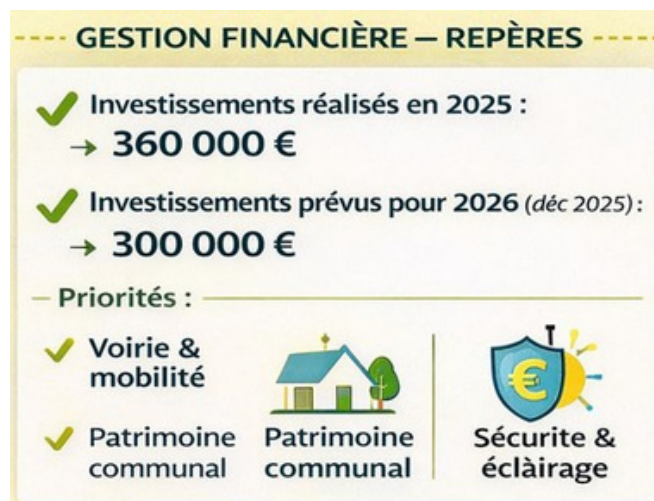 GESTION FINANCIÈRE – REPÈRES
Investissements réalisés en 2025 :
→ 360 000 €
Investissements prévus pour 2026 (déc 2025) :
→ 300 000 €
Priorités :
Voirie &
mobilité
Patrimoine
communal
Patrimoine
communal
€
Sécurite &
éclàirage